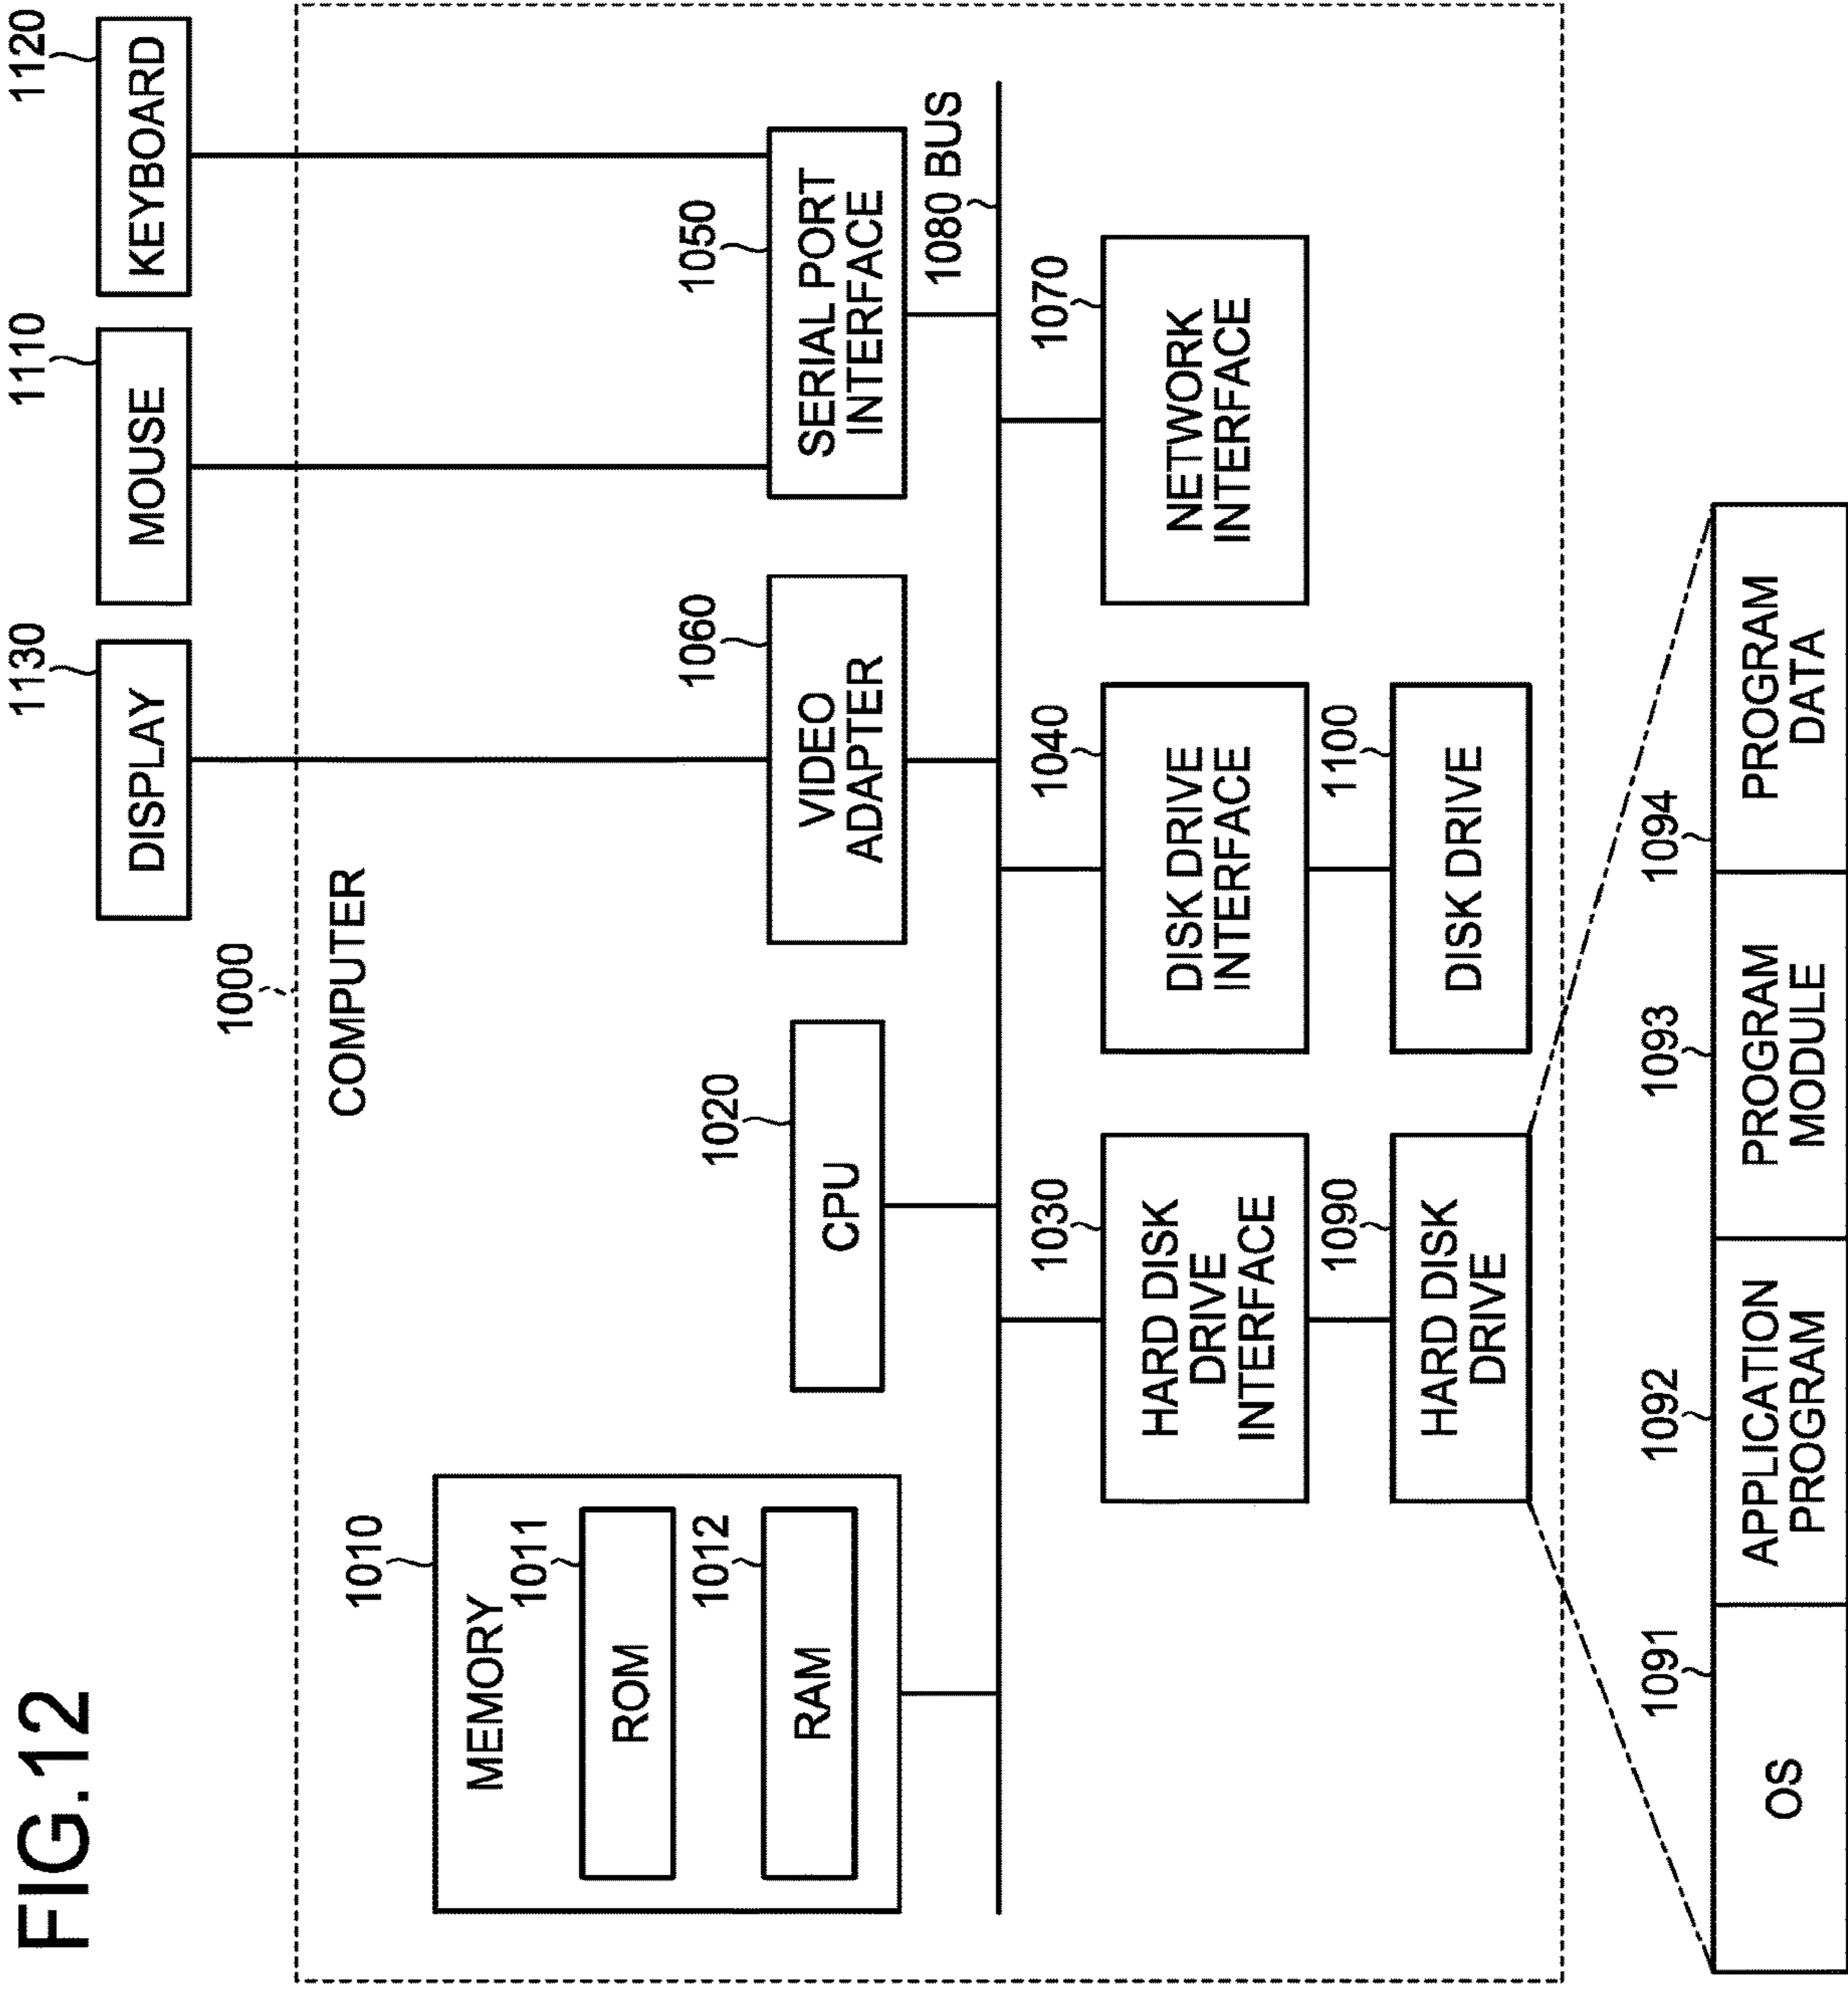 FIG.12
1130
1110
1120
DISPLAY
MOUSE
KEYBOARD
1000
COMPUTER
1010
MEMORY
1011
ROM
1012
RAM
1020
CPU
1060
VIDEO
ADAPTER
1050
SERIAL PORT
INTERFACE
1080 BUS
1030
HARD DISK
DRIVE
INTERFACE
1040
DISK DRIVE
INTERFACE
1070
NETWORK
INTERFACE
1090
HARD DISK
DRIVE
1100
DISK DRIVE
1091
OS
1092
APPLICATION
PROGRAM
1093
PROGRAM
MODULE
1094
PROGRAM
DATA